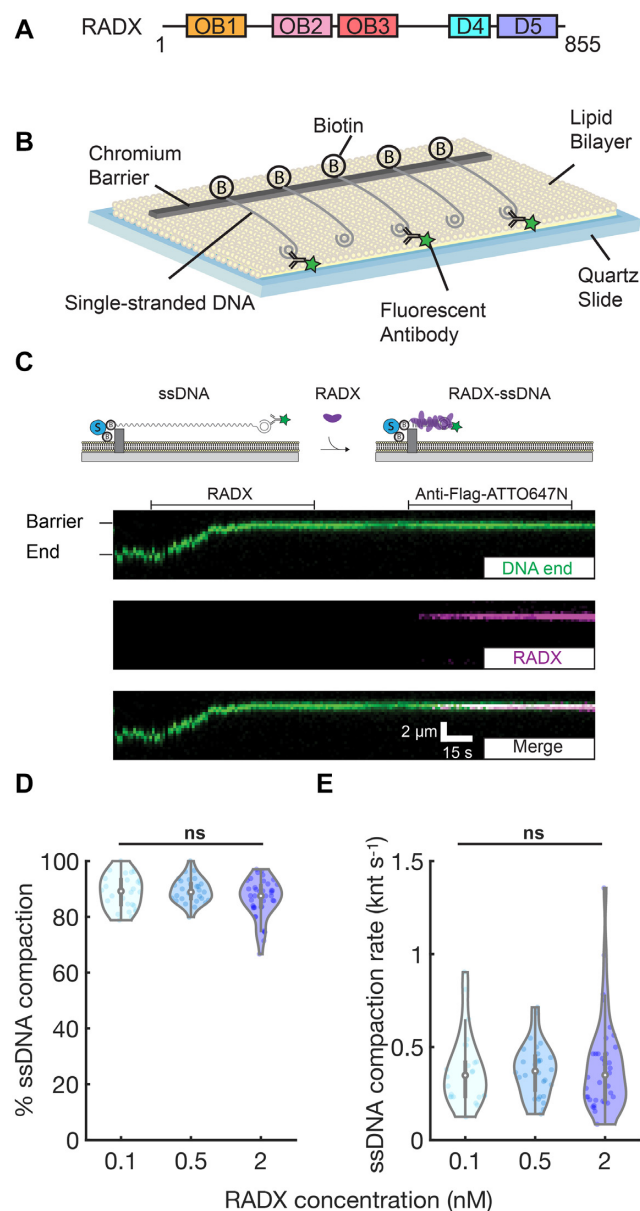 A
RADX
OB1
OB2
OB3
D4
D5
1
855
B
Biotin
Lipid
Bilayer
Chromium
Barrier
B
B
B
B
B
Single-stranded DNA
Fluorescent
Antibody
Quartz
Slide
C
ssDNA
RADX
RADX-ssDNA
S
B
B
S
B
B
RADX
Anti-Flag-ATTO647N
Barrier
End
DNA end
RADX
2 µm
15 s
Merge
D
ns
% ssDNA compaction
100
80
60
40
20
0
0.1
0.5
2
E
ns
ssDNA compaction rate (knt s⁻¹)
1.5
1
0.5
0
0.1
0.5
2
RADX concentration (nM)